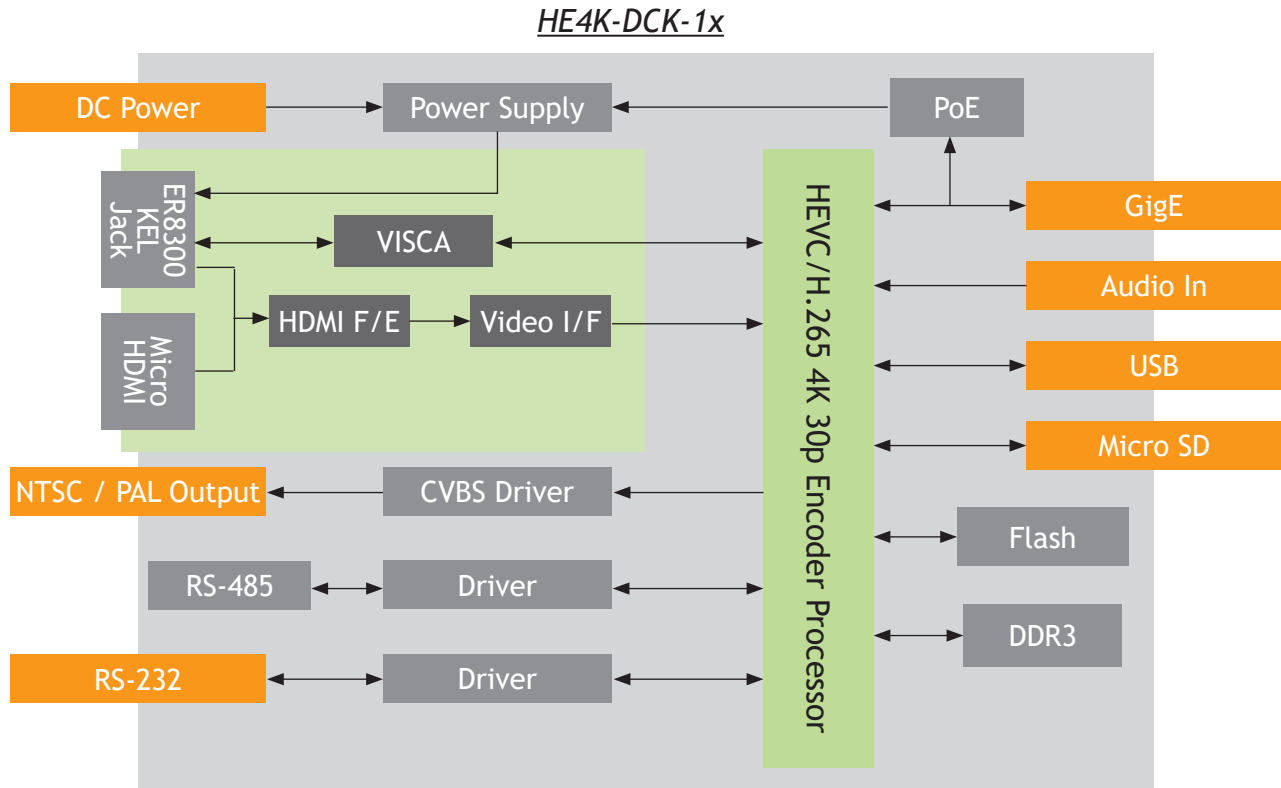 HE4K-DCK-1x
DC Power
Power Supply
PoE
ER8300
KEL
Jack
VISCA
HDMI F/E
Video I/F
Micro
HDMI
HEVC/H.265 4K 30p Encoder Processor
GigE
Audio In
USB
Micro SD
NTSC / PAL Output
CVBS Driver
Flash
RS-485
Driver
DDR3
RS-232
Driver